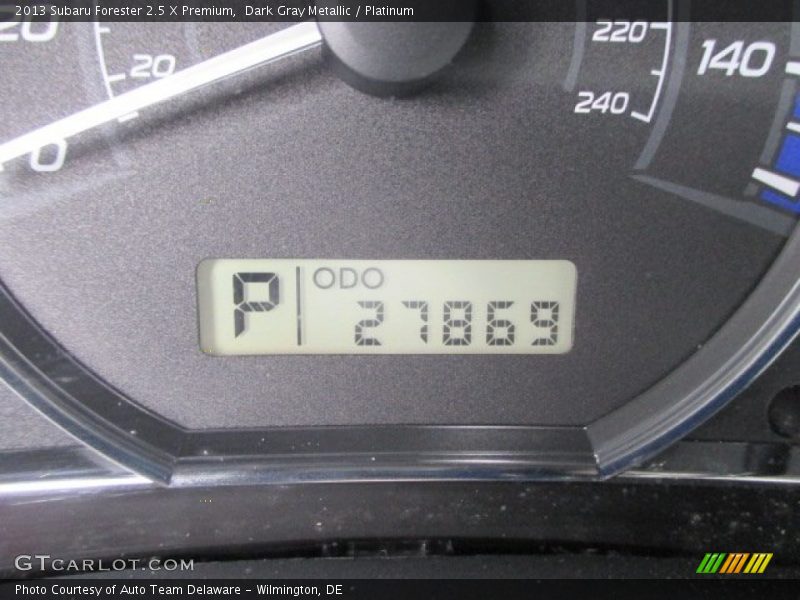 2013 Subaru Forester 2.5 X Premium, Dark Gray Metallic / Platinum
20
220
140
240
0
P
ODO
27869
GTCARLOT.COM
Photo Courtesy of Auto Team Delaware - Wilmington, DE